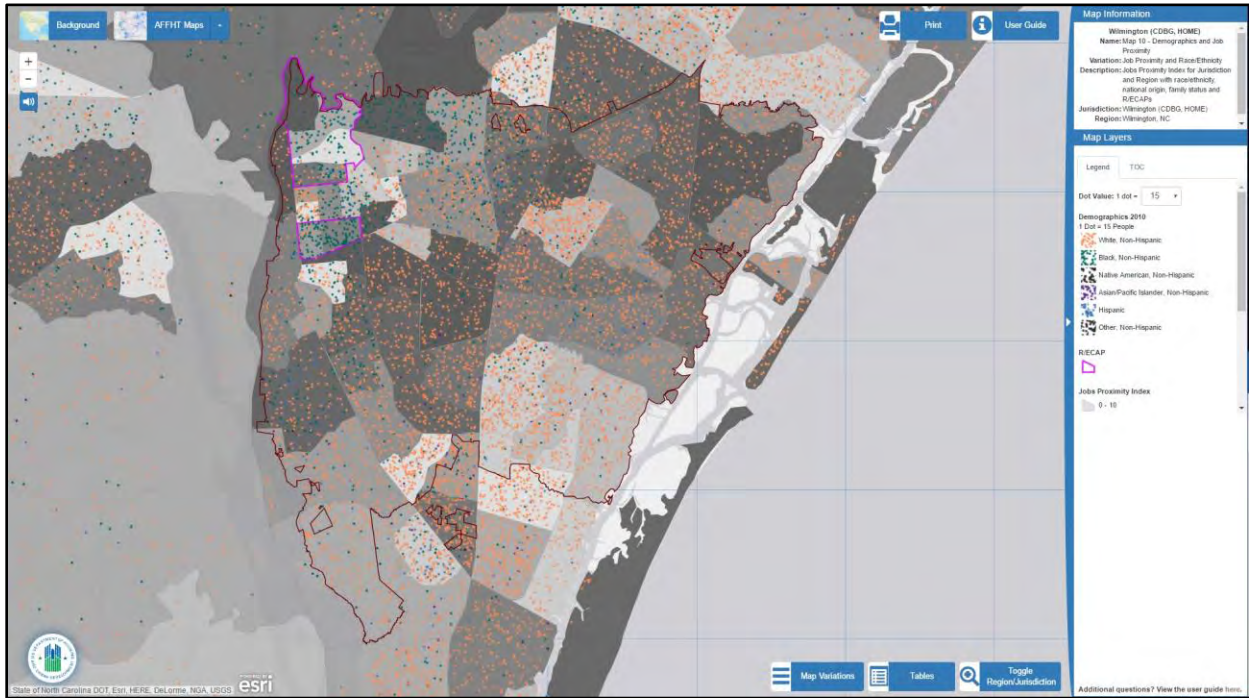 Background
AFFHT Maps
Print
User Guide
+
−
Map Information
Wilmington (CDBG, HOME)
Name: Map 10 - Demographics and Job
Proximity
Variation: Job Proximity and Race/Ethnicity
Description: Jobs Proximity Index for Jurisdiction
and Region with race/ethnicity,
national origin, family status and
R/ECAPs
Jurisdiction: Wilmington (CDBG, HOME)
Region: Wilmington, NC
Map Layers
Legend
TOC
Dot Value: 1 dot = 15
Demographics 2010
1 Dot = 15 People
White, Non-Hispanic
Black, Non-Hispanic
Native American, Non-Hispanic
Asian/Pacific Islander, Non-Hispanic
Hispanic
Other, Non-Hispanic
R/ECAP
Jobs Proximity Index
0 - 10
Map Variations
Tables
Toggle
Region/Jurisdiction
State of North Carolina DOT, Esri, HERE, DeLorme, NGA, USGS
esri
Additional questions? View the user guide here.